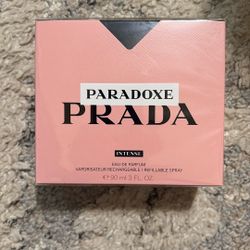 PARADOXE
PRADA
INTENSE
EAU DE PARFUM
VAPORISATEUR RECHARGEABLE / REFILLABLE SPRAY
℮ 90 ml 3 FL. OZ.